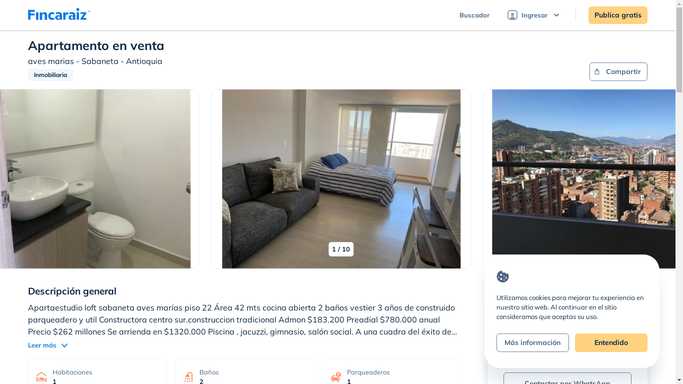 Fincaraiz
Buscador
Ingresar
Publica gratis
Apartamento en venta
aves marias - Sabaneta - Antioquia
Inmobiliaria
Compartir
1 / 10
Descripción general
Apartaestudio loft sabaneta aves marías piso 22 Área 42 mts cocina abierta 2 baños vestier 3 años de construido
parqueadero y util Constructora centro sur.construccion tradicional Admon $183.200 Preadial $780.000 anual
Precio $262 millones Se arrienda en $1320.000 Piscina , jacuzzi, gimnasio, salón social. A una cuadra del éxito de...
Leer más
Habitaciones
1
Baños
2
Parqueaderos
1
Utilizamos cookies para mejorar tu experiencia en
nuestro sitio web. Al continuar en el sitio
consideramos que aceptas su uso.
Más información
Entendido
Contactar por WhatsApp